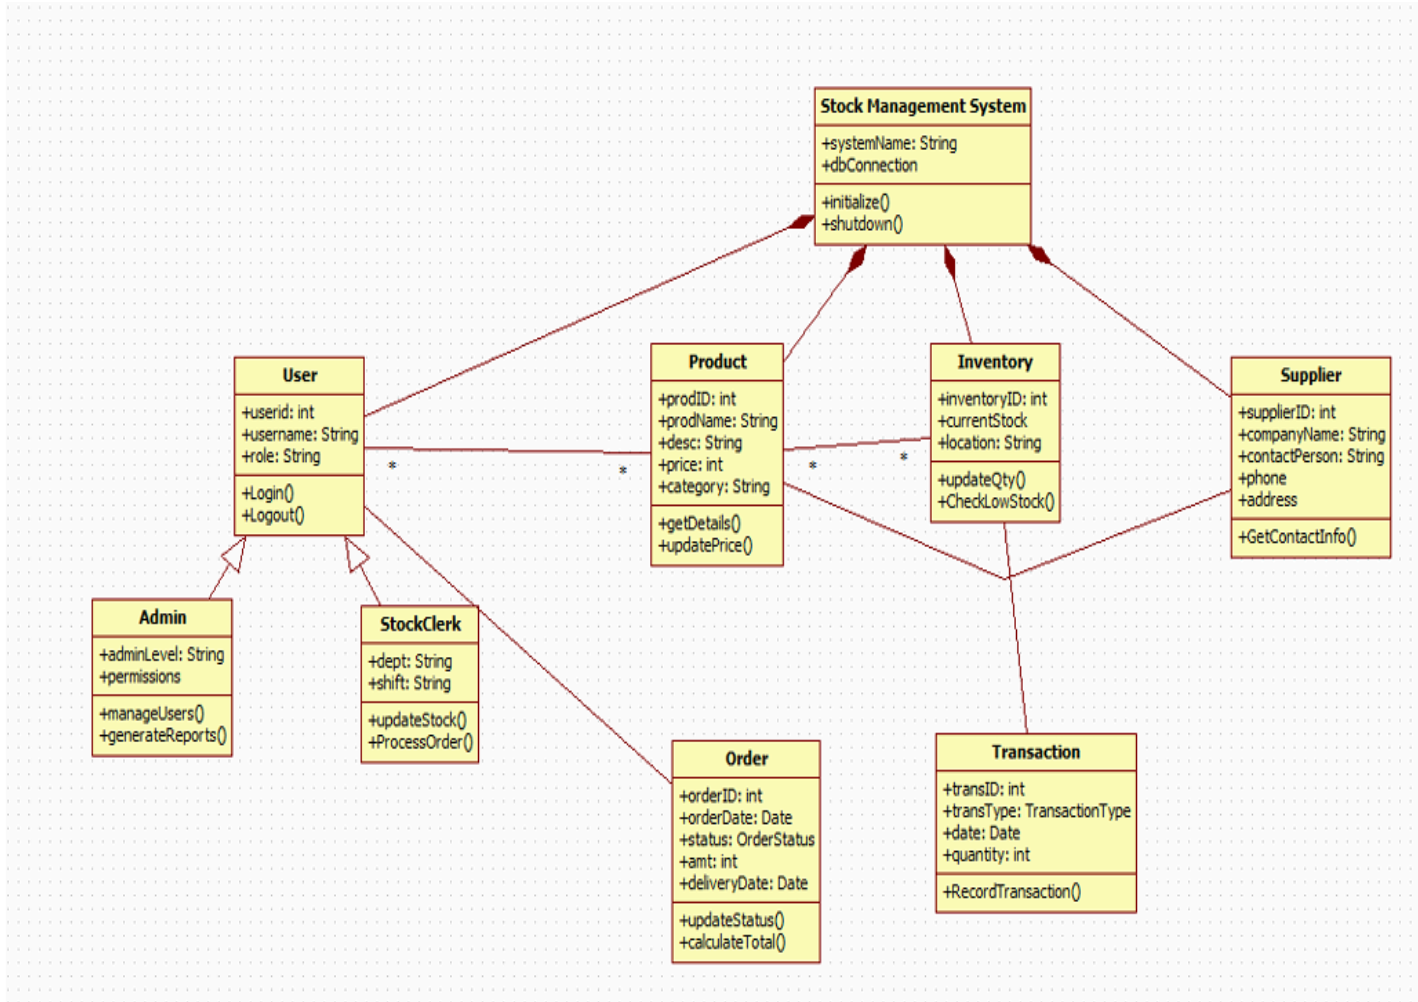 Stock Management System
+systemName: String
+dbConnection
+initialize()
+shutdown()
User
+userid: int
+username: String
+role: String
+Login()
+Logout()
Product
+prodID: int
+prodName: String
+desc: String
+price: int
+category: String
+getDetails()
+updatePrice()
Inventory
+inventoryID: int
+currentStock
+location: String
+updateQty()
+CheckLowStock()
Supplier
+supplierID: int
+companyName: String
+contactPerson: String
+phone
+address
+GetContactInfo()
*
*
*
*
Admin
+adminLevel: String
+permissions
+manageUsers()
+generateReports()
StockClerk
+dept: String
+shift: String
+updateStock()
+ProcessOrder()
Order
+orderID: int
+orderDate: Date
+status: OrderStatus
+amt: int
+deliveryDate: Date
+updateStatus()
+calculateTotal()
Transaction
+transID: int
+transType: TransactionType
+date: Date
+quantity: int
+RecordTransaction()